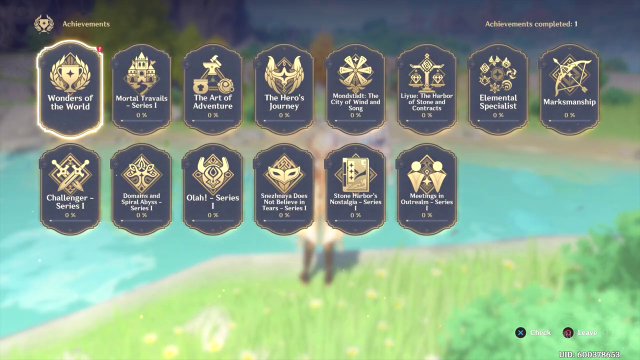 Achievements
Achievements completed: 1
Wonders of
the World
Mortal Travails
- Series I
0 %
The Art of
Adventure
0 %
The Hero's
Journey
0 %
Mondstadt: The
City of Wind and
Song
0 %
Liyue: The Harbor
of Stone and
Contracts
0 %
Elemental
Specialist
0 %
Marksmanship
0 %
Challenger -
Series I
0 %
Domains and
Spiral Abyss -
Series I
0 %
Olah! - Series
I
0 %
Snezhnaya Does
Not Believe in
Tears - Series I
0 %
Stone Harbor's
Nostalgia - Series
I
0 %
Meetings in
Outrealm - Series
I
0 %
Check
Leave
UID: 600378653